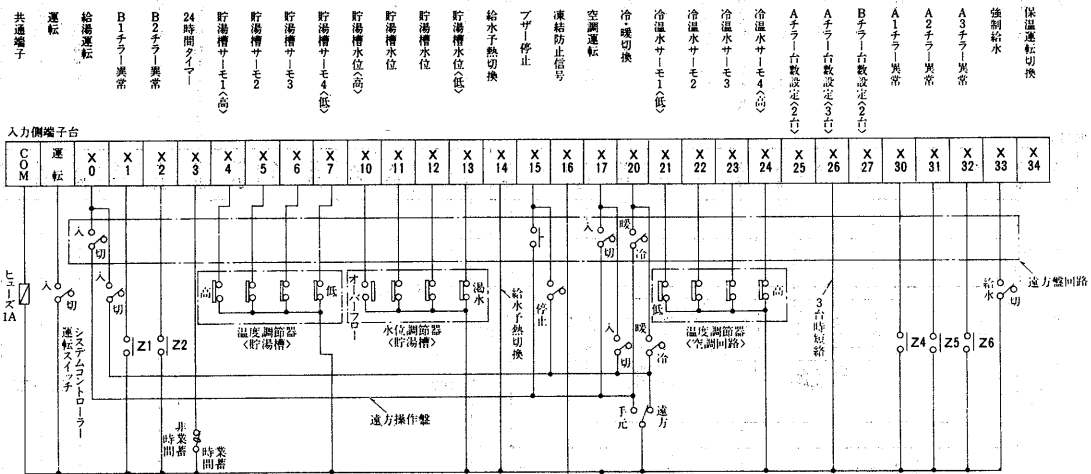 共通端子
運転
給湯運転
B1チラー異常
B2チラー異常
24時間タイマー
貯湯槽サーモ1〈高〉
貯湯槽サーモ2
貯湯槽サーモ3
貯湯槽サーモ4〈低〉
貯湯槽水位〈高〉
貯湯槽水位
貯湯槽水位
貯湯槽水位〈低〉
給水予熱切換
ブザー停止
凍結防止信号
空調運転
冷暖切換
冷温水サーモ1〈低〉
冷温水サーモ2
冷温水サーモ3
冷温水サーモ4〈高〉
Aチラー台数設定〈2台〉
Aチラー台数設定〈3台〉
Bチラー台数設定〈2台〉
A1チラー異常
A2チラー異常
A3チラー異常
強制給水
保温運転切換
入力側端子台
COM
運転
X0
X1
X2
X3
X4
X5
X6
X7
X10
X11
X12
X13
X14
X15
X16
X17
X20
X21
X22
X23
X24
X25
X26
X27
X30
X31
X32
X33
X34
ヒューズ1A
入
切
システムコントローラー
運転スイッチ
入
切
入
切
Z1
Z2
非業蓄時間
業蓄時間
高
低
温度調節器
〈貯湯槽〉
オーバーフロー
渇水
水位調節器
〈貯湯槽〉
給水予熱切換
停止
入
切
入
切
暖
冷
暖
冷
手元
遠方
遠方操作盤
低
高
温度調節器
〈空調回路〉
3台時短絡
Z4
Z5
Z6
給水
切
遠方盤回路